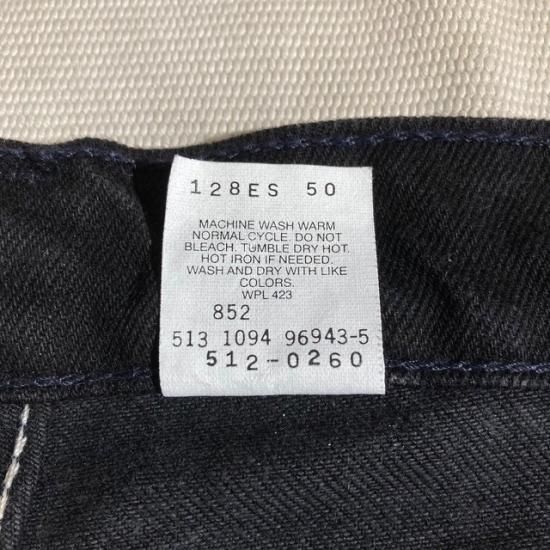 128ES 50
MACHINE WASH WARM
NORMAL CYCLE. DO NOT
BLEACH. TUMBLE DRY HOT.
HOT IRON IF NEEDED.
WASH AND DRY WITH LIKE
COLORS.
WPL 423
852
513 1094 96943-5
512-0260